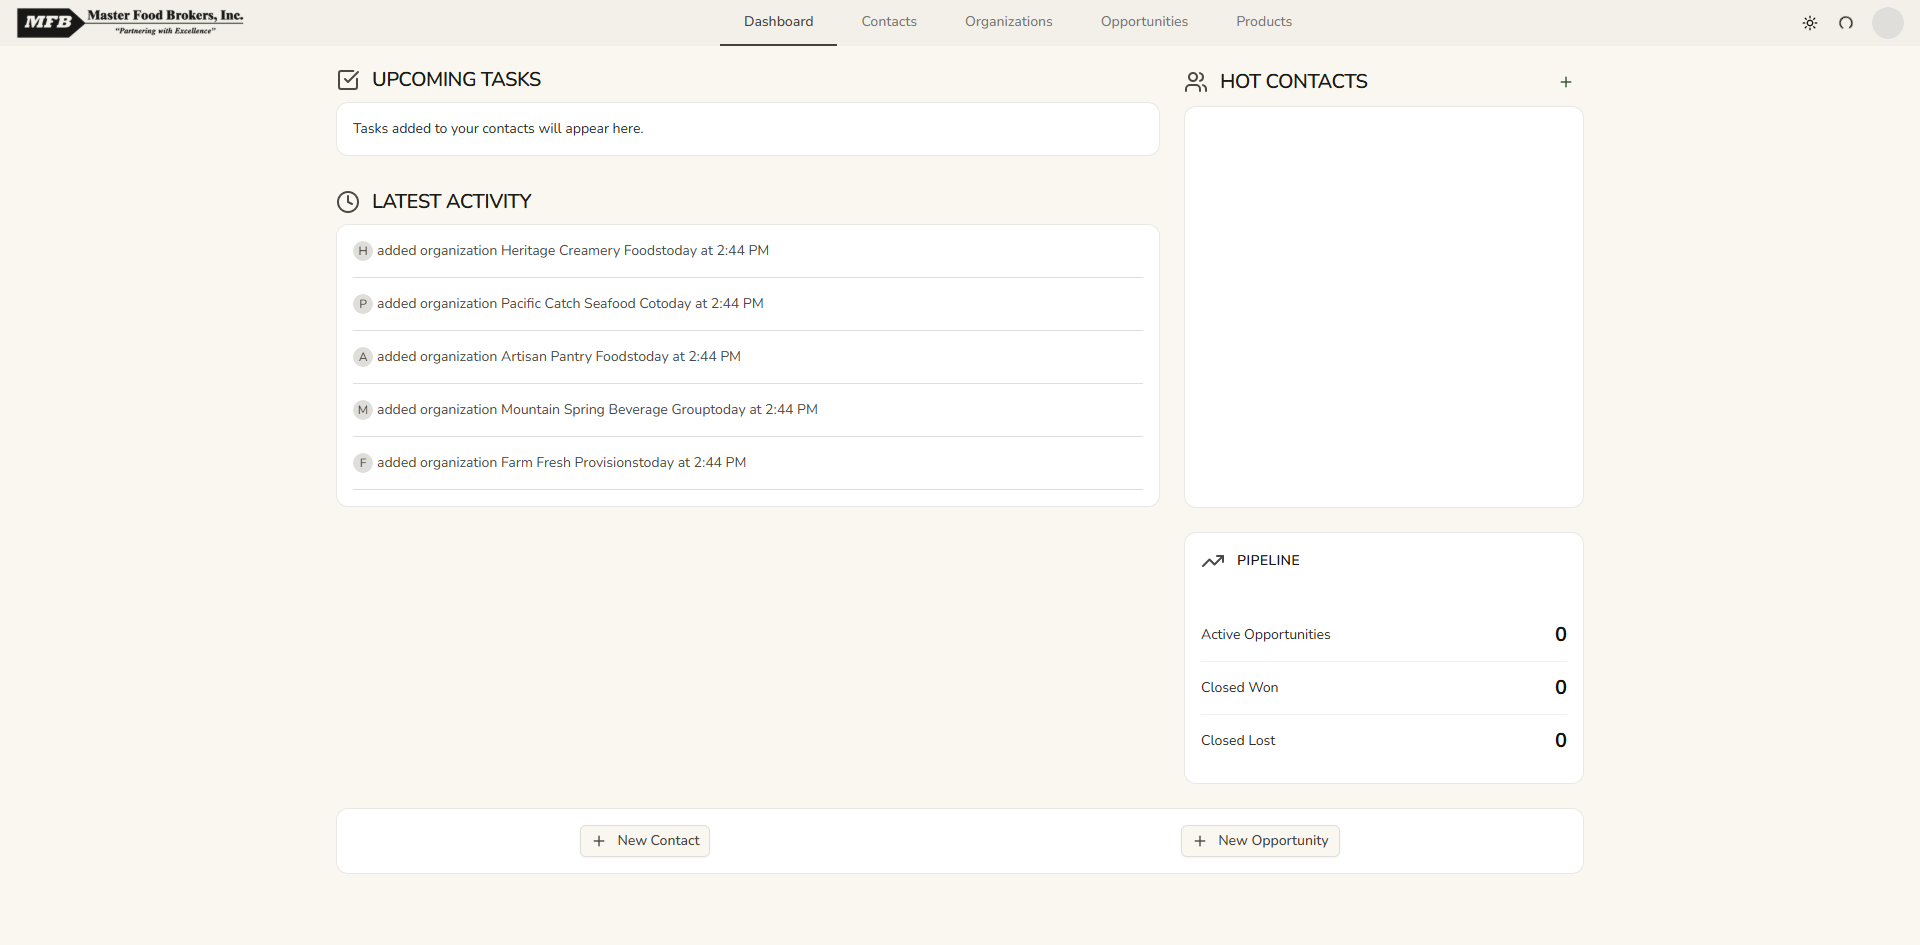 MFB Master Food Brokers, Inc.
"Partnering with Excellence"
Dashboard Contacts Organizations Opportunities Products
UPCOMING TASKS
Tasks added to your contacts will appear here.
LATEST ACTIVITY
H added organization Heritage Creamery Foodstoday at 2:44 PM
P added organization Pacific Catch Seafood Cotoday at 2:44 PM
A added organization Artisan Pantry Foodstoday at 2:44 PM
M added organization Mountain Spring Beverage Grouptoday at 2:44 PM
F added organization Farm Fresh Provisionstoday at 2:44 PM
HOT CONTACTS
PIPELINE
Active Opportunities 0
Closed Won 0
Closed Lost 0
New Contact
New Opportunity